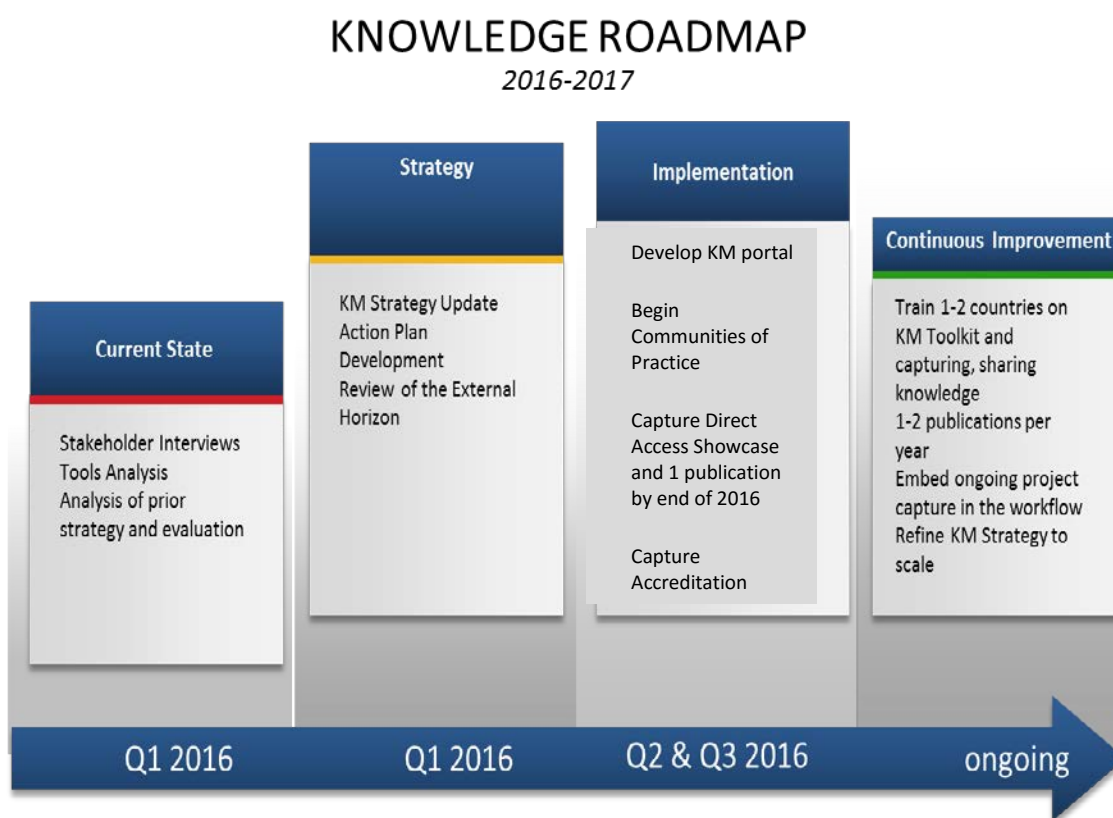 KNOWLEDGE ROADMAP
2016-2017
Current State
Stakeholder Interviews
Tools Analysis
Analysis of prior
strategy and evaluation
Strategy
KM Strategy Update
Action Plan
Development
Review of the External
Horizon
Implementation
Develop KM portal
Begin
Communities of
Practice
Capture Direct
Access Showcase
and 1 publication
by end of 2016
Capture
Accreditation
Continuous Improvement
Train 1-2 countries on
KM Toolkit and
capturing, sharing
knowledge
1-2 publications per
year
Embed ongoing project
capture in the workflow
Refine KM Strategy to
scale
Q1 2016
Q1 2016
Q2 & Q3 2016
ongoing